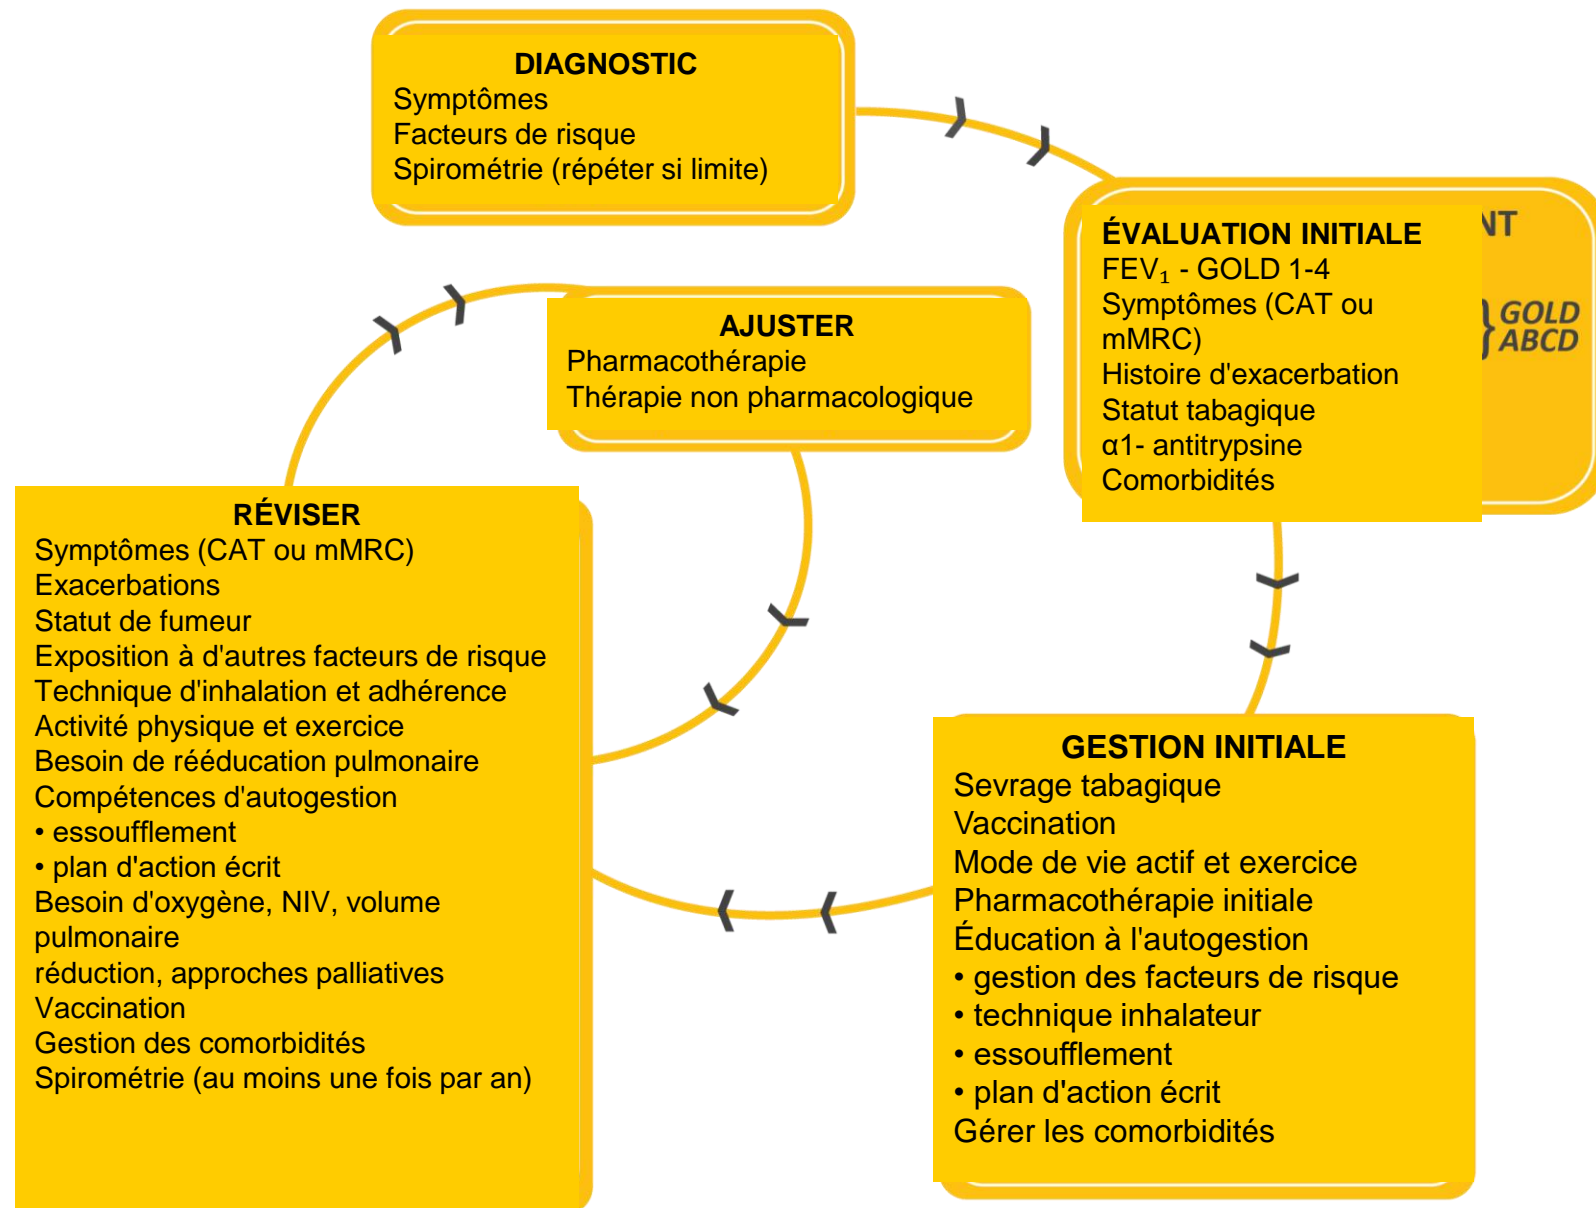 DIAGNOSTIC
Symptômes
Facteurs de risque
Spirométrie (répéter si limite)
ÉVALUATION INITIALE
FEV₁ - GOLD 1-4
Symptômes (CAT ou
mMRC)
Histoire d'exacerbation
Statut tabagique
α1- antitrypsine
Comorbidités
NT
} GOLD
ABCD
AJUSTER
Pharmacothérapie
Thérapie non pharmacologique
RÉVISER
Symptômes (CAT ou mMRC)
Exacerbations
Statut de fumeur
Exposition à d'autres facteurs de risque
Technique d'inhalation et adhérence
Activité physique et exercice
Besoin de rééducation pulmonaire
Compétences d'autogestion
• essoufflement
• plan d'action écrit
Besoin d'oxygène, NIV, volume
pulmonaire
réduction, approches palliatives
Vaccination
Gestion des comorbidités
Spirométrie (au moins une fois par an)
GESTION INITIALE
Sevrage tabagique
Vaccination
Mode de vie actif et exercice
Pharmacothérapie initiale
Éducation à l'autogestion
• gestion des facteurs de risque
• technique inhalateur
• essoufflement
• plan d'action écrit
Gérer les comorbidités